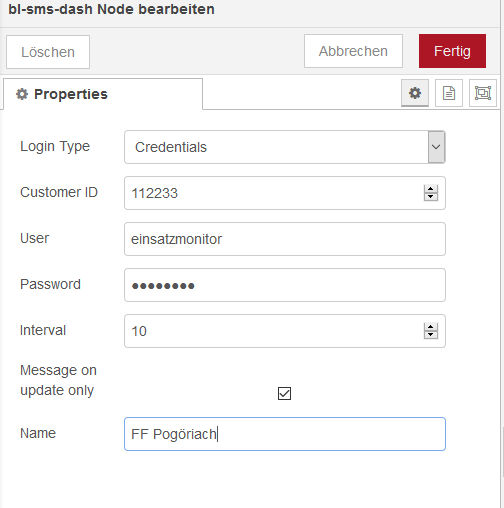 bl-sms-dash Node bearbeiten
Löschen
Abbrechen
Fertig
Properties
Login Type
Credentials
Customer ID
112233
User
einsatzmonitor
Password
●●●●●●●●
Interval
10
Message on
update only
Name
FF Pogöriach